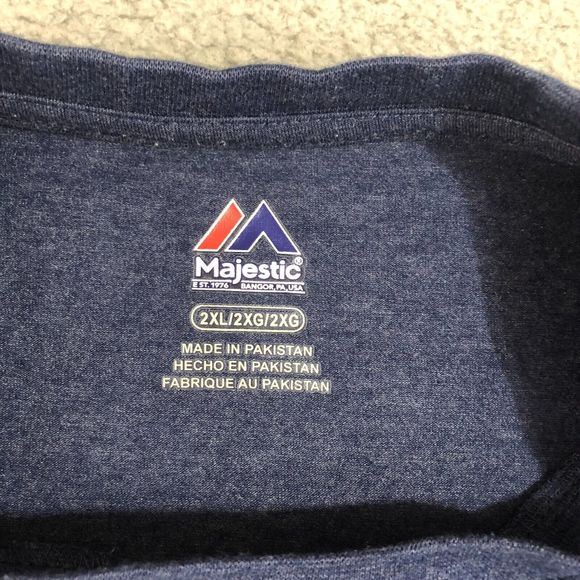 Majestic®
EST. 1976 BANGOR, PA, USA
2XL/2XG/2XG
MADE IN PAKISTAN
HECHO EN PAKISTAN
FABRIQUE AU PAKISTAN